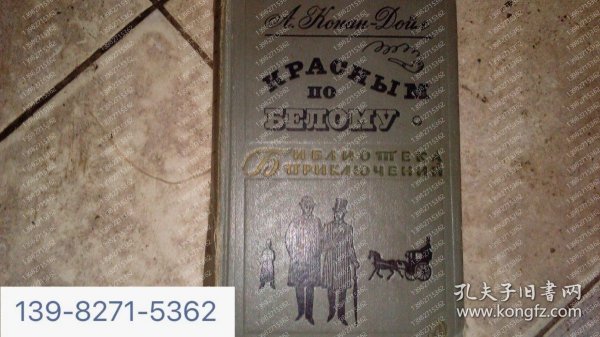 А. Конан-Дойл
КРАСНЫМ
ПО
БЕЛОМУ
БИБЛИОТЕКА
ПРИКЛЮЧЕНИЙ
139-8271-5362
孔夫子旧书网
www.kongfz.com